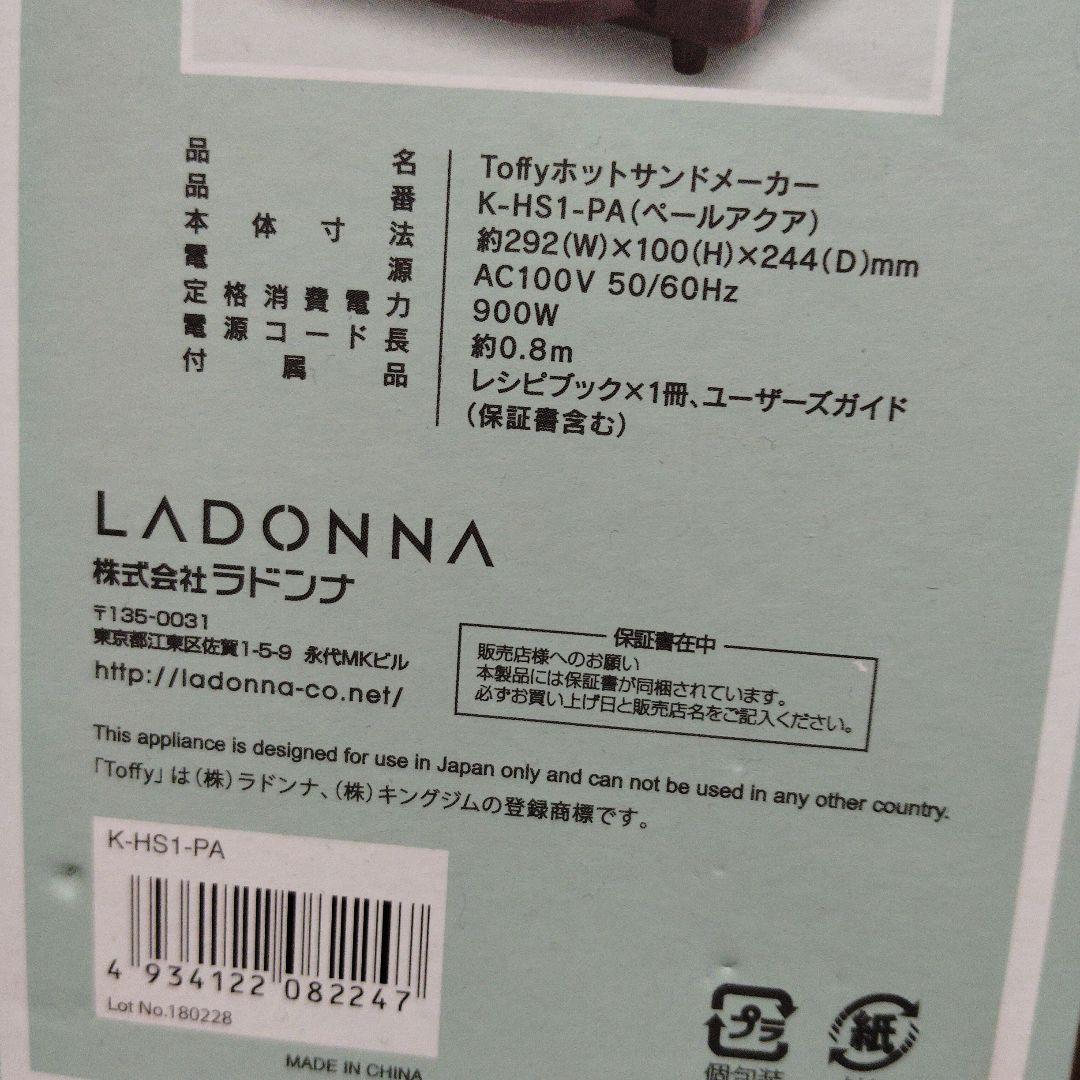 品名 Toffyホットサンドメーカー
品番 K-HS1-PA(ペールアクア)
本体寸法 約292(W)×100(H)×244(D)mm
電源 AC100V 50/60Hz
定格消費電力 900W
電源コード長 約0.8m
付属品 レシピブック×1冊、ユーザーズガイド
(保証書含む)
LADONNA
株式会社ラドンナ
〒135-0031
東京都江東区佐賀1-5-9 永代MKビル
http://ladonna-co.net/
保証書在中
販売店様へのお願い
本製品には保証書が同梱されています。
必ずお買い上げ日と販売店名をご記入ください。
This appliance is designed for use in Japan only and can not be used in any other country.
「Toffy」は(株)ラドンナ、(株)キングジムの登録商標です。
K-HS1-PA
4 934122 082247
Lot No.180228
MADE IN CHINA
プラ
紙
個包装